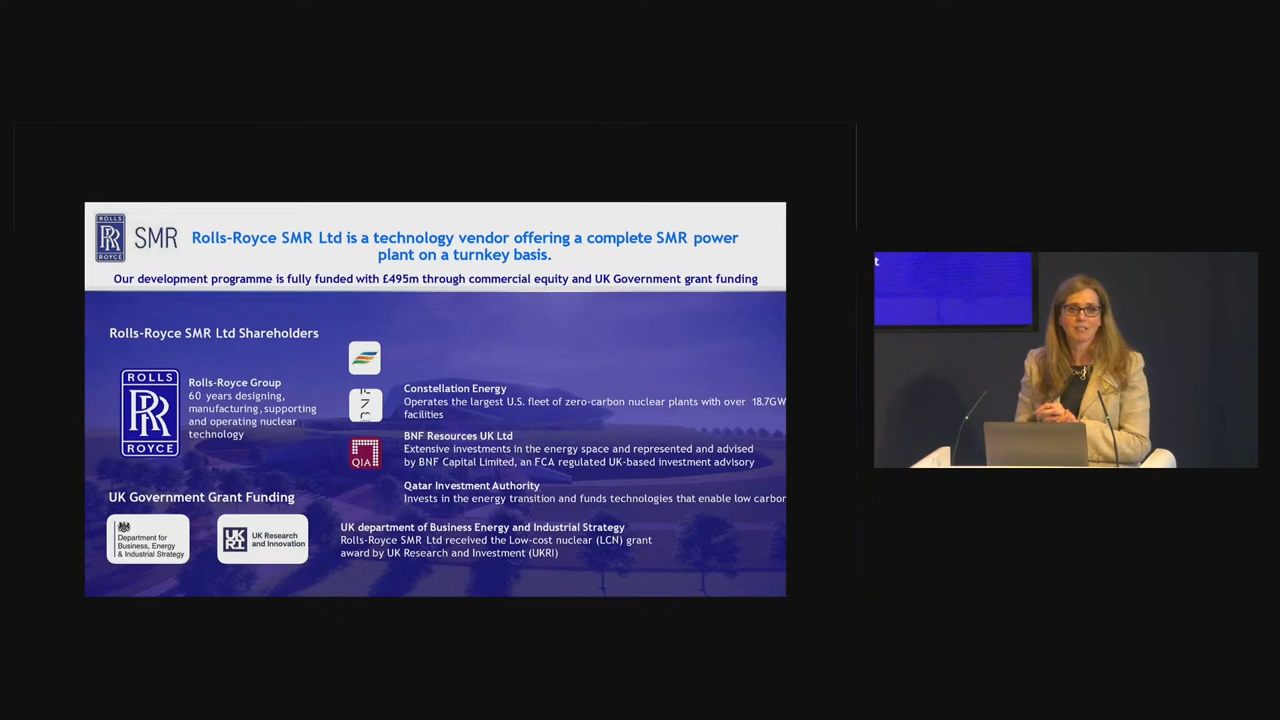 ROLLS
RR
ROYCE
SMR
Rolls-Royce SMR Ltd is a technology vendor offering a complete SMR power
plant on a turnkey basis.
Our development programme is fully funded with £495m through commercial equity and UK Government grant funding
Rolls-Royce SMR Ltd Shareholders
ROLLS
RR
ROYCE
Rolls-Royce Group
60 years designing,
manufacturing, supporting
and operating nuclear
technology
BNF
QIA
Constellation Energy
Operates the largest U.S. fleet of zero-carbon nuclear plants with over 18.7GW
facilities
BNF Resources UK Ltd
Extensive investments in the energy space and represented and advised
by BNF Capital Limited, an FCA regulated UK-based investment advisory
Qatar Investment Authority
Invests in the energy transition and funds technologies that enable low carbon
UK Government Grant Funding
Department for
Business, Energy
& Industrial Strategy
UKRI
UK Research
and Innovation
UK department of Business Energy and Industrial Strategy
Rolls-Royce SMR Ltd received the Low-cost nuclear (LCN) grant
award by UK Research and Investment (UKRI)
t